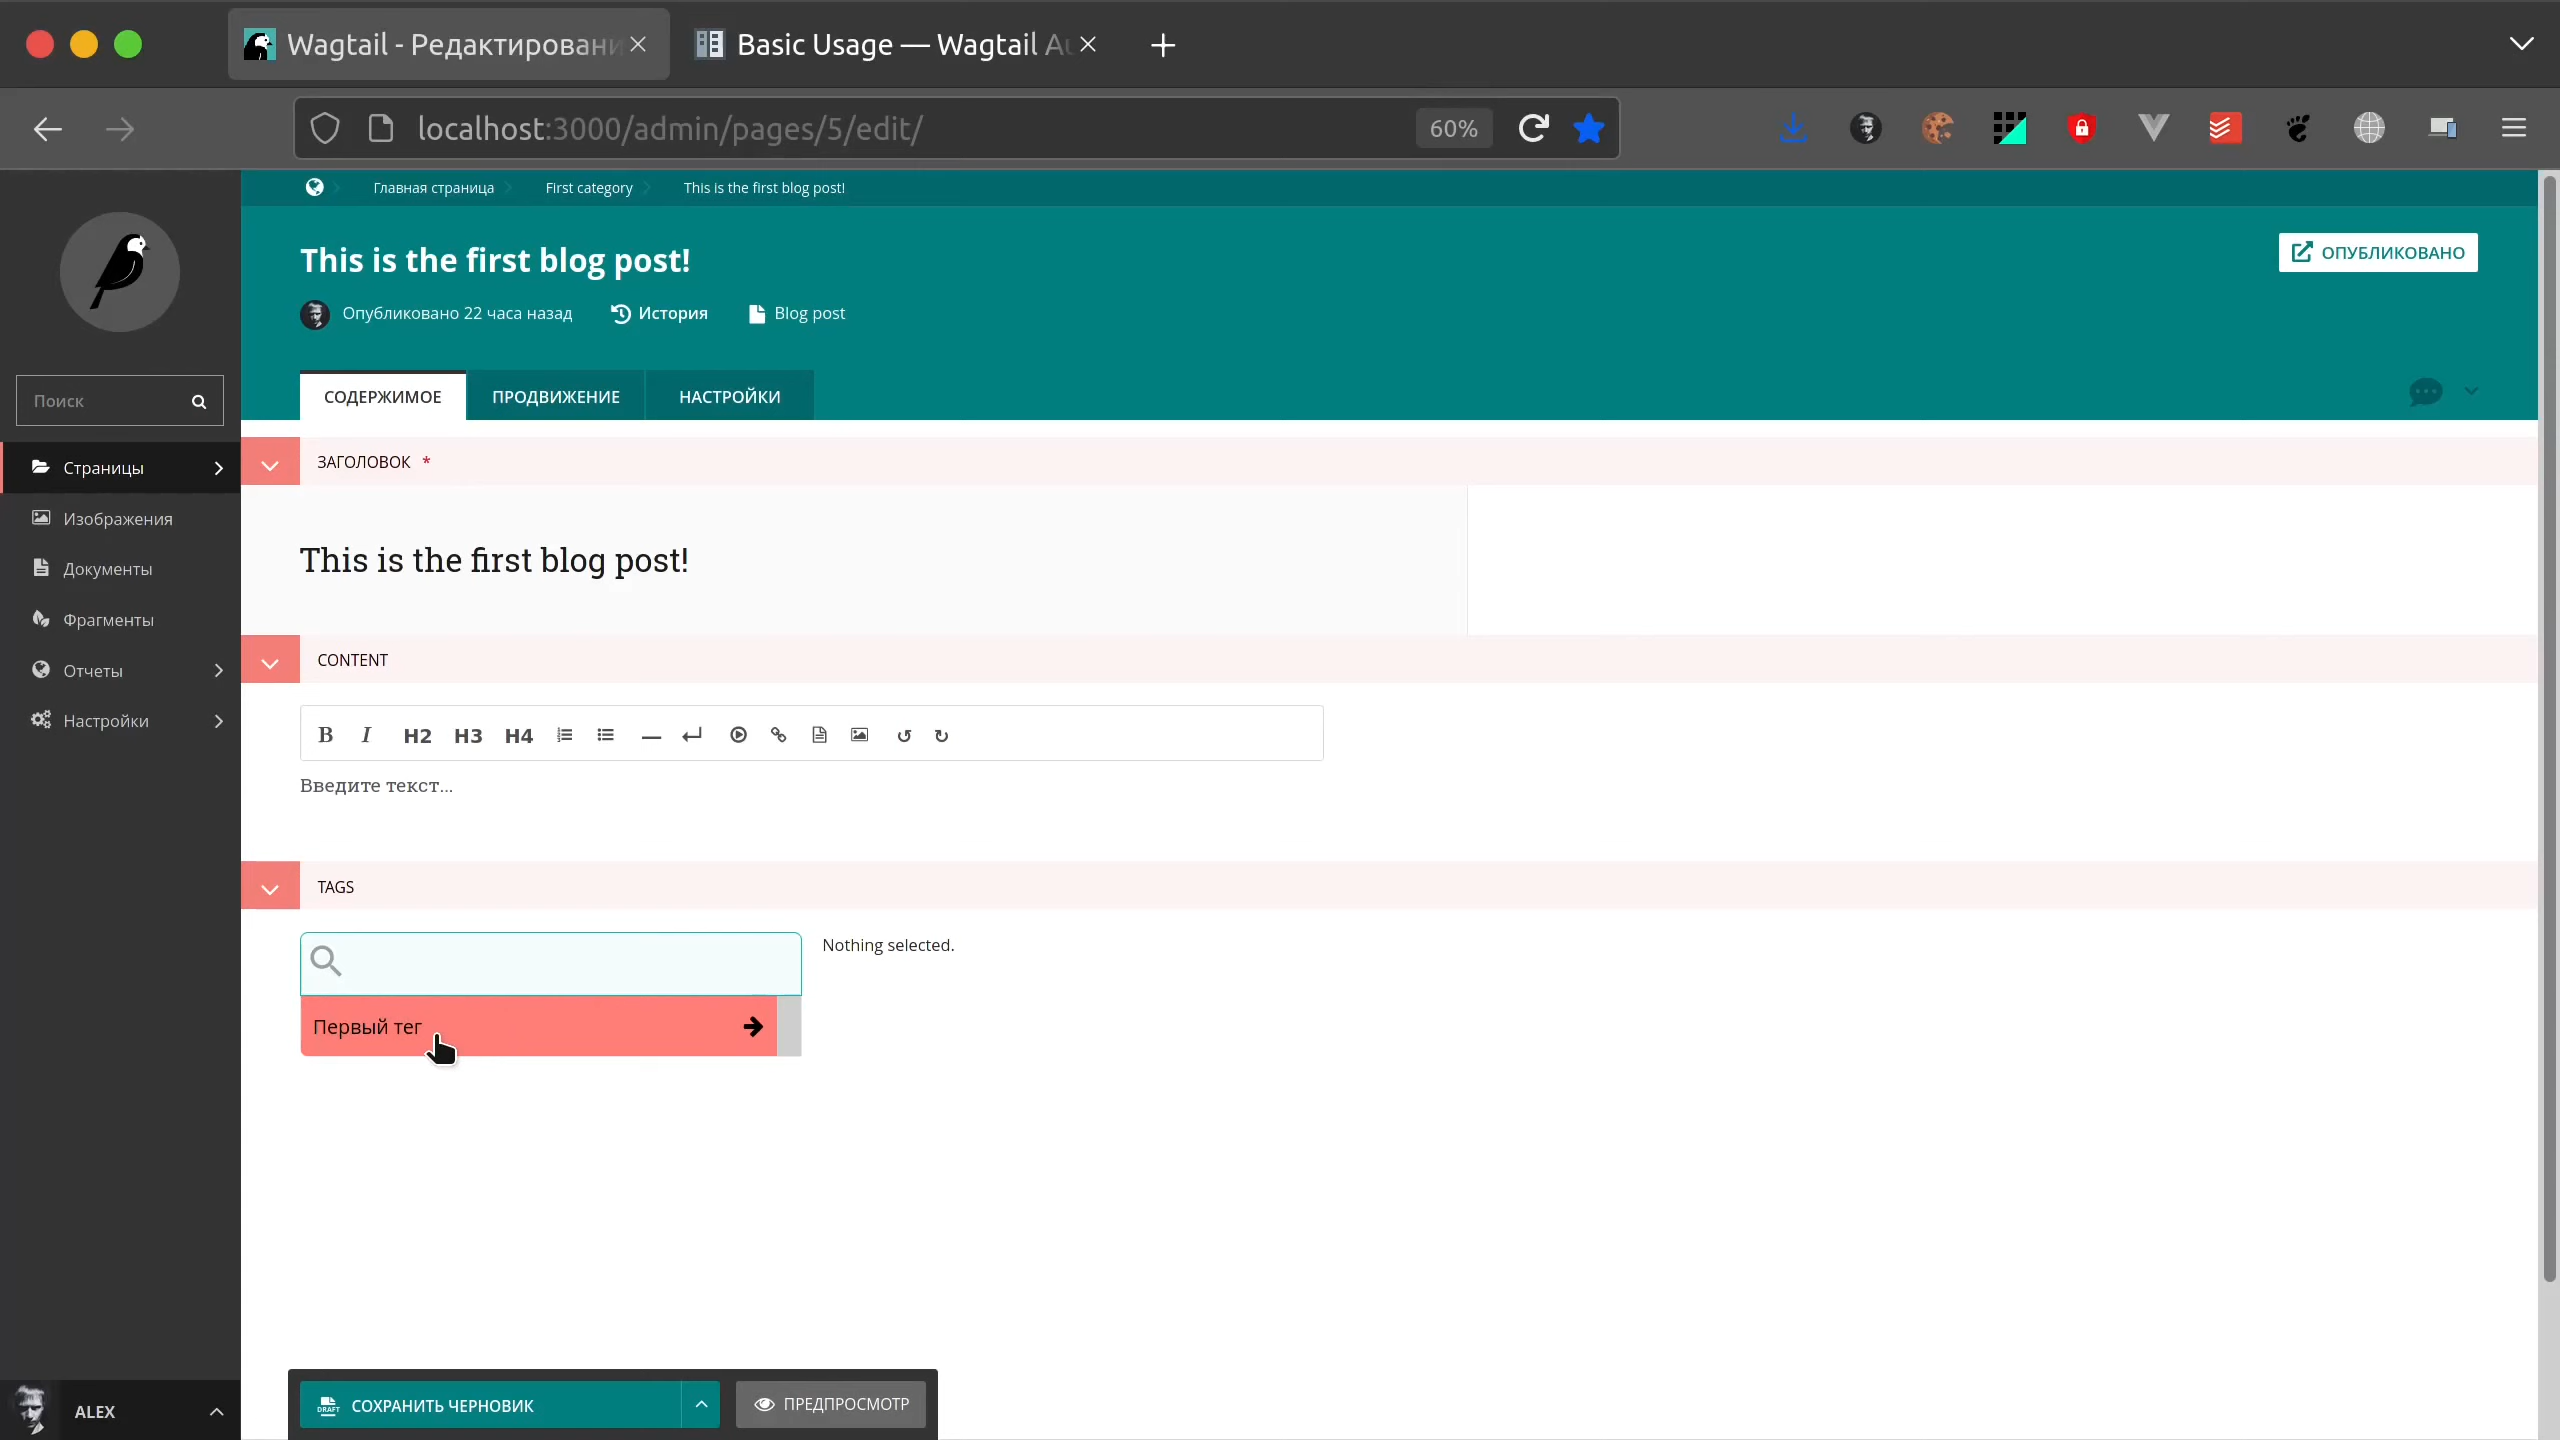 Wagtail - Редактировани
Basic Usage — Wagtail Au
localhost:3000/admin/pages/5/edit/
60%
Главная страница
First category
This is the first blog post!
This is the first blog post!
ОПУБЛИКОВАНО
Опубликовано 22 часа назад
История
Blog post
СОДЕРЖИМОЕ
ПРОДВИЖЕНИЕ
НАСТРОЙКИ
Поиск
Страницы
Изображения
Документы
Фрагменты
Отчеты
Настройки
ЗАГОЛОВОК *
This is the first blog post!
CONTENT
B I H2 H3 H4
Введите текст…
TAGS
Nothing selected.
Первый тег
ALEX
DRAFT
СОХРАНИТЬ ЧЕРНОВИК
ПРЕДПРОСМОТР